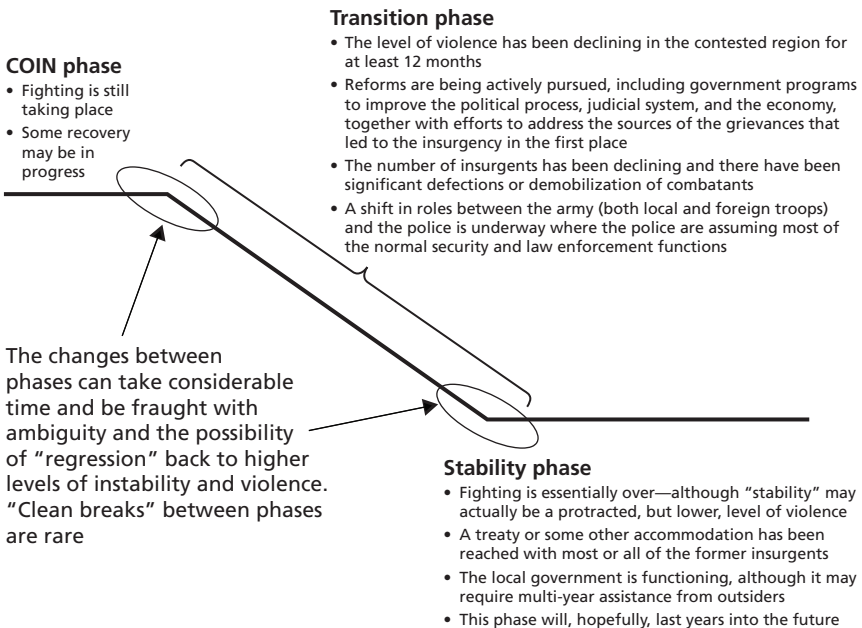 COIN phase
• Fighting is still
taking place
• Some recovery
may be in
progress
Transition phase
• The level of violence has been declining in the contested region for
at least 12 months
• Reforms are being actively pursued, including government programs
to improve the political process, judicial system, and the economy,
together with efforts to address the sources of the grievances that
led to the insurgency in the first place
• The number of insurgents has been declining and there have been
significant defections or demobilization of combatants
• A shift in roles between the army (both local and foreign troops)
and the police is underway where the police are assuming most of
the normal security and law enforcement functions
The changes between
phases can take considerable
time and be fraught with
ambiguity and the possibility
of “regression” back to higher
levels of instability and violence.
“Clean breaks” between phases
are rare
Stability phase
• Fighting is essentially over—although “stability” may
actually be a protracted, but lower, level of violence
• A treaty or some other accommodation has been
reached with most or all of the former insurgents
• The local government is functioning, although it may
require multi-year assistance from outsiders
• This phase will, hopefully, last years into the future